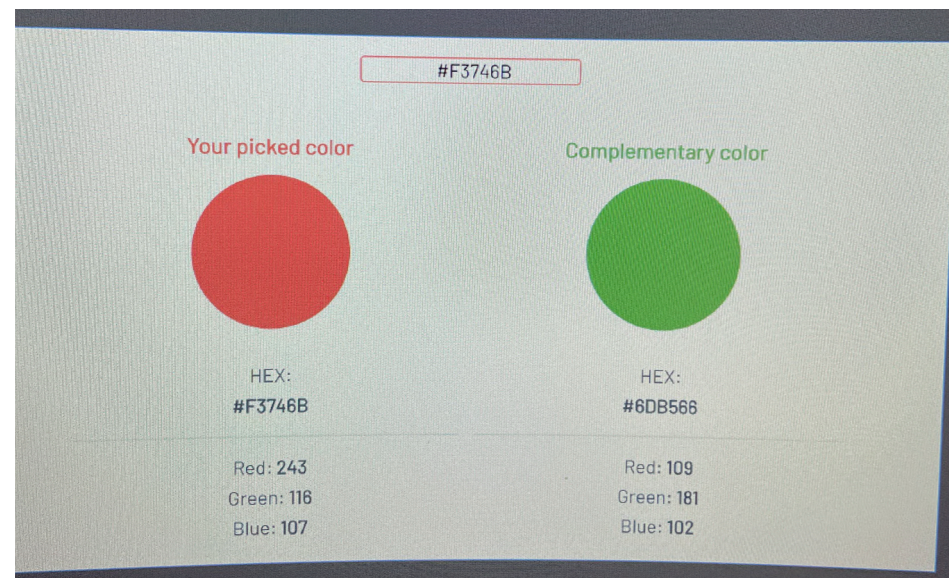 #F3746B
Your picked color
Complementary color
HEX:
#F3746B
HEX:
#6DB566
Red: 243
Green: 116
Blue: 107
Red: 109
Green: 181
Blue: 102